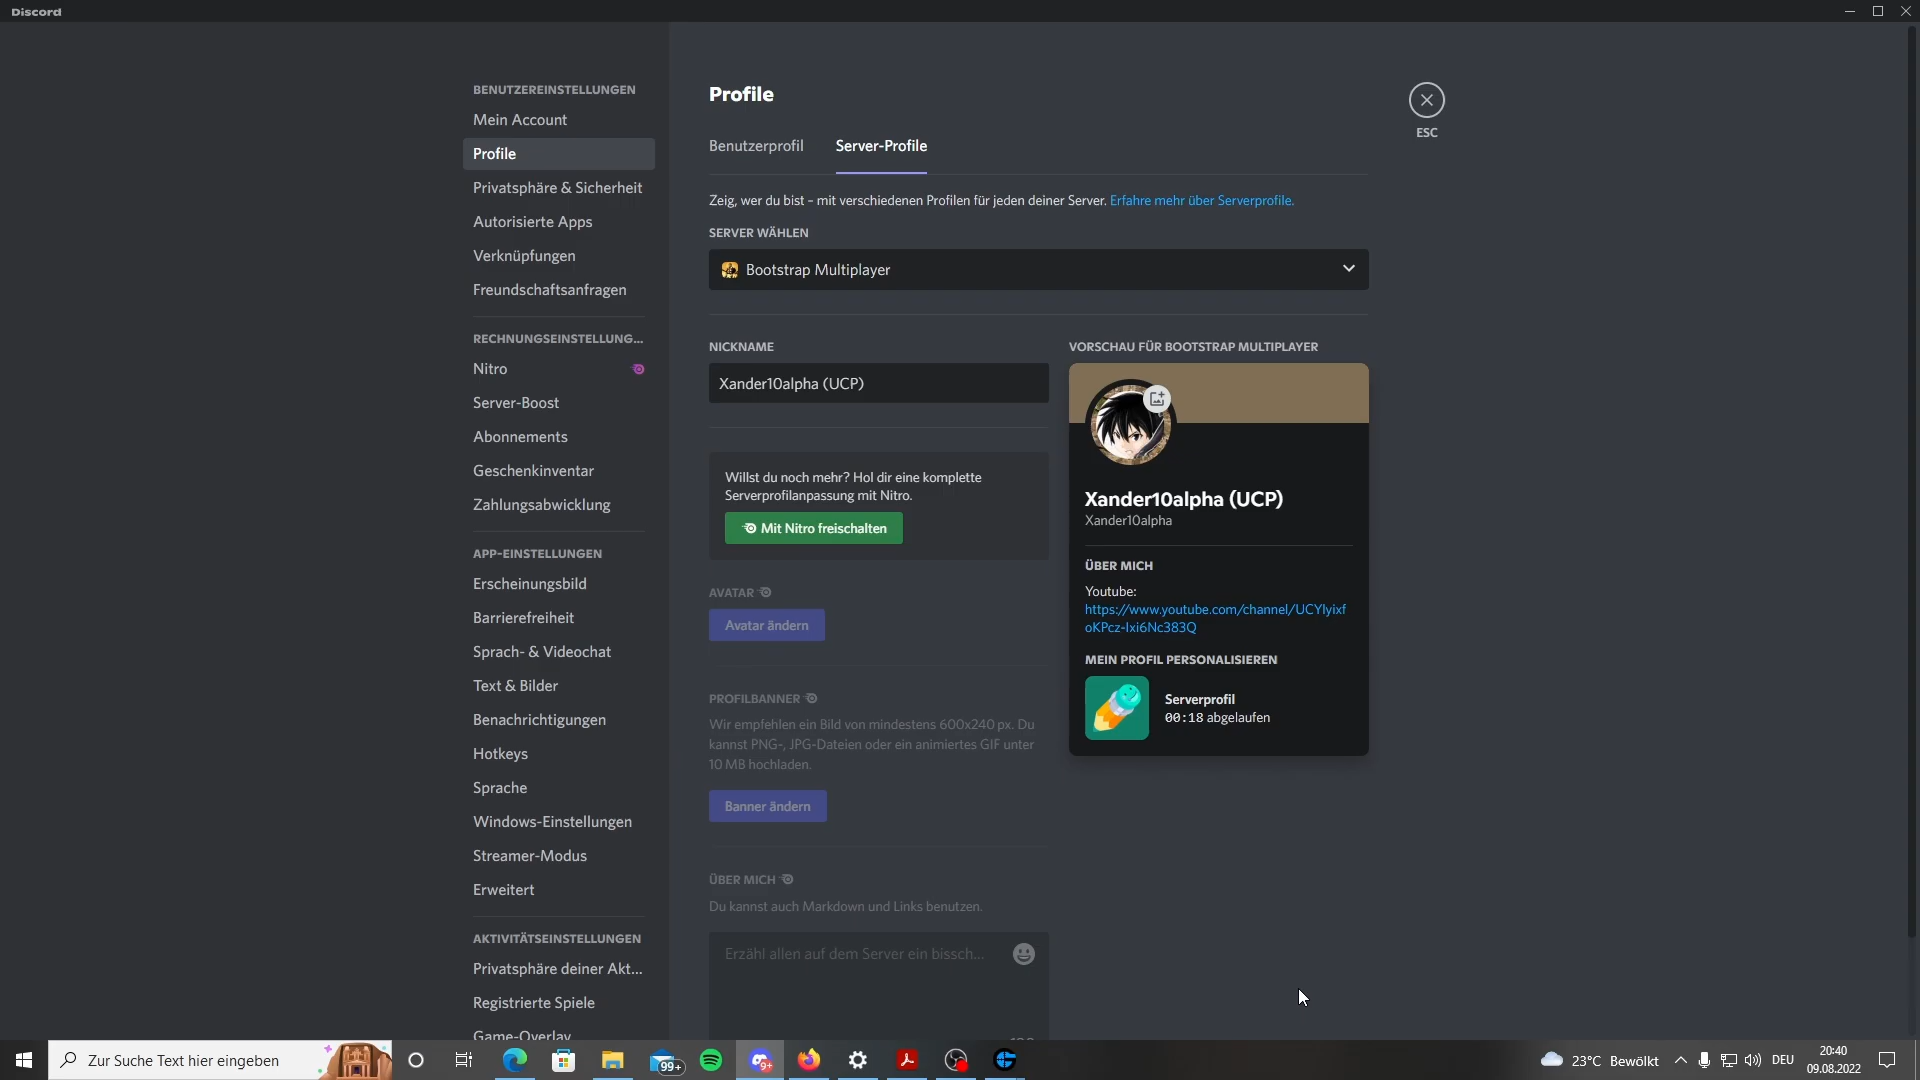 Discord
BENUTZEREINSTELLUNGEN
Mein Account
Profile
Privatsphäre & Sicherheit
Autorisierte Apps
Verknüpfungen
Freundschaftsanfragen
RECHNUNGSEINSTELLUNG...
Nitro
Server-Boost
Abonnements
Geschenkinventar
Zahlungsabwicklung
APP-EINSTELLUNGEN
Erscheinungsbild
Barrierefreiheit
Sprach- & Videochat
Text & Bilder
Benachrichtigungen
Hotkeys
Sprache
Windows-Einstellungen
Streamer-Modus
Erweitert
AKTIVITÄTSEINSTELLUNGEN
Privatsphäre deiner Akt...
Registrierte Spiele
Game-Overlay
Profile
ESC
Benutzerprofil Server-Profile
Zeig, wer du bist – mit verschiedenen Profilen für jeden deiner Server. Erfahre mehr über Serverprofile.
SERVER WÄHLEN
Bootstrap Multiplayer
NICKNAME
Xander10alpha (UCP)
Willst du noch mehr? Hol dir eine komplette
Serverprofilanpassung mit Nitro.
Mit Nitro freischalten
AVATAR
Avatar ändern
PROFILBANNER
Wir empfehlen ein Bild von mindestens 600x240 px. Du
kannst PNG-, JPG-Dateien oder ein animiertes GIF unter
10 MB hochladen.
Banner ändern
ÜBER MICH
Du kannst auch Markdown und Links benutzen.
Erzähl allen auf dem Server ein bissch...
VORSCHAU FÜR BOOTSTRAP MULTIPLAYER
Xander10alpha (UCP)
Xander10alpha
ÜBER MICH
Youtube:
https://www.youtube.com/channel/UCYlyixf
oKPcz-Ixi6Nc383Q
MEIN PROFIL PERSONALISIEREN
Serverprofil
00:18 abgelaufen
Zur Suche Text hier eingeben
99+
9+
23°C Bewölkt
DEU
20:40
09.08.2022